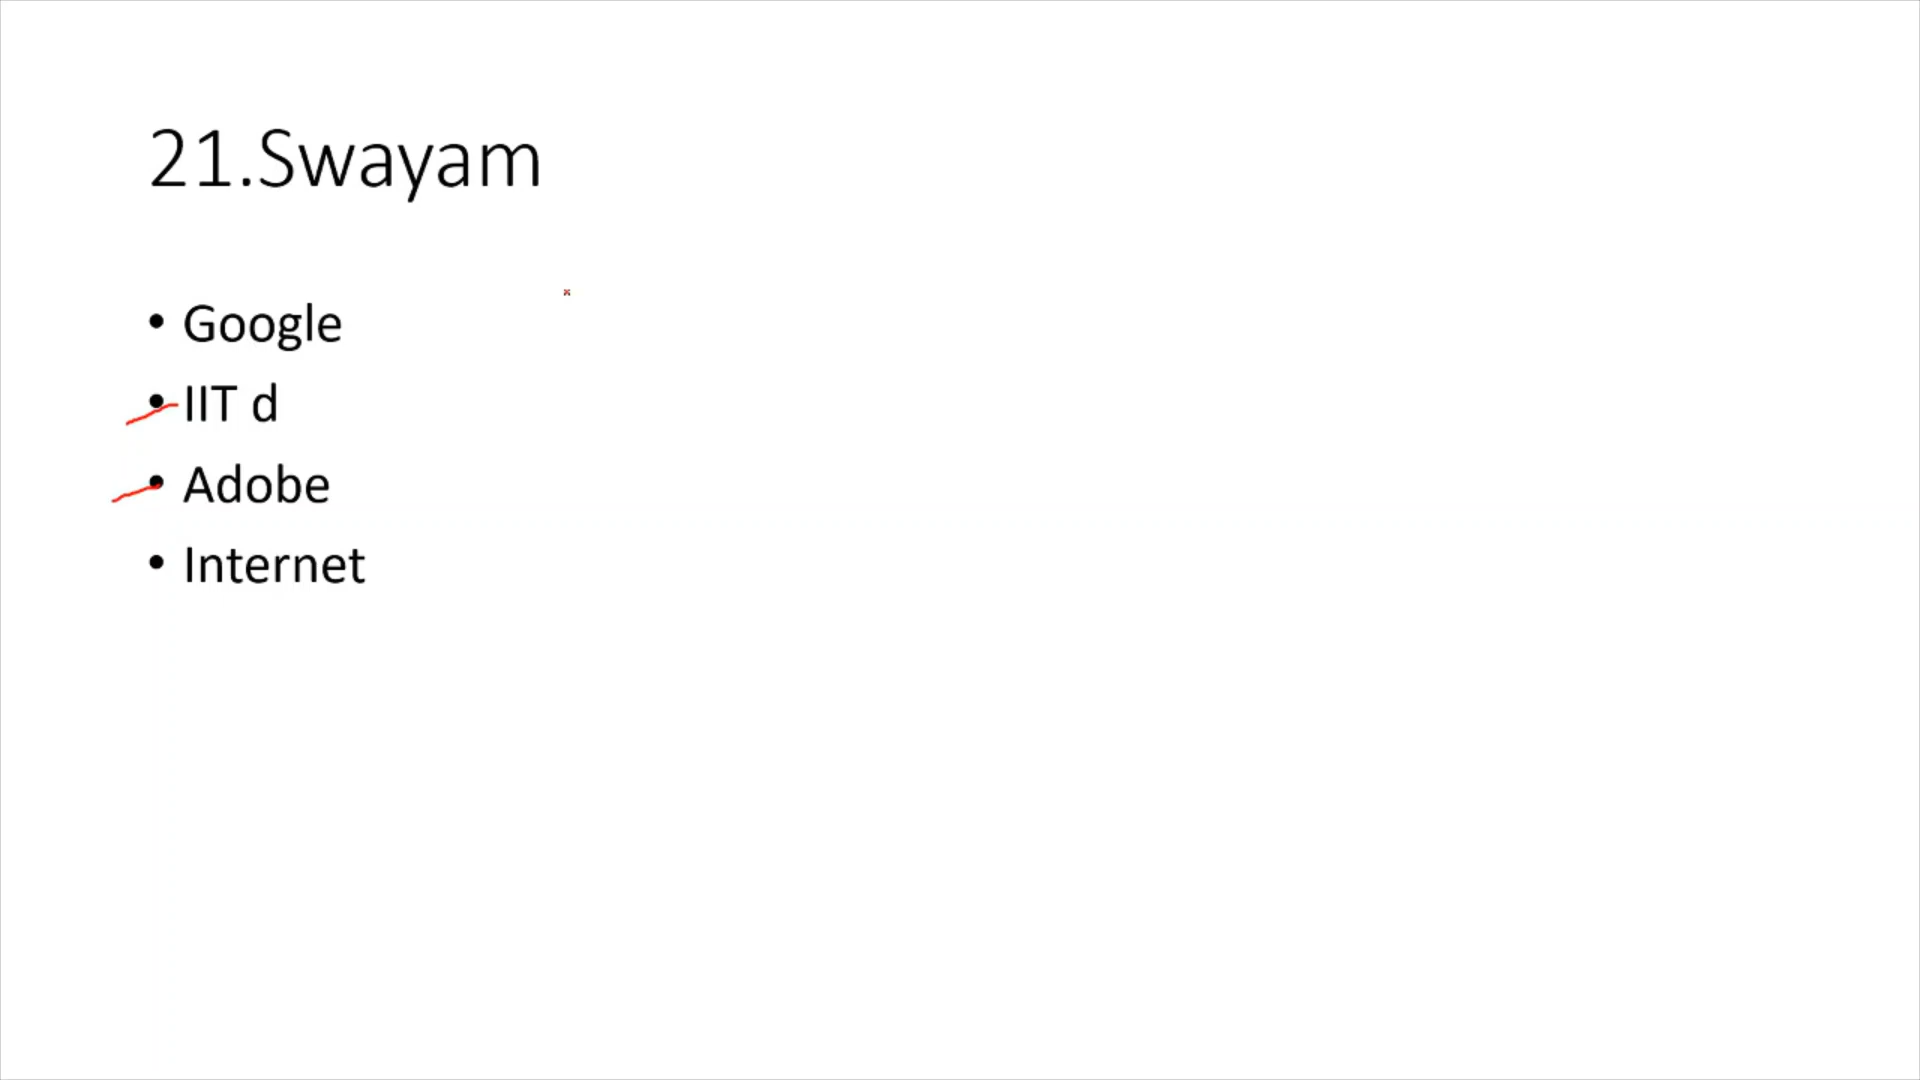 21.Swayam
• Google
• IIT d
• Adobe
• Internet